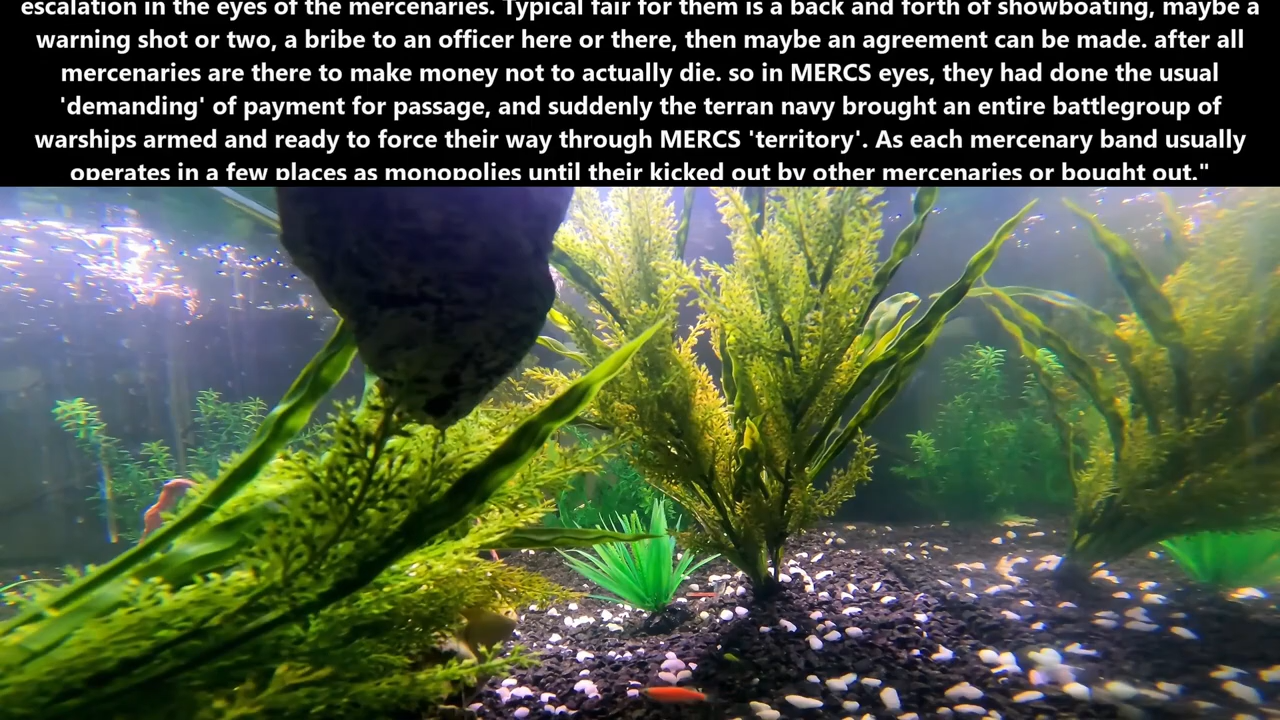 escalation in the eyes of the mercenaries. Typical fair for them is a back and forth of showboating, maybe a
warning shot or two, a bribe to an officer here or there, then maybe an agreement can be made. after all
mercenaries are there to make money not to actually die. so in MERCS eyes, they had done the usual
'demanding' of payment for passage, and suddenly the terran navy brought an entire battlegroup of
warships armed and ready to force their way through MERCS 'territory'. As each mercenary band usually
operates in a few places as monopolies until their kicked out by other mercenaries or bought out."